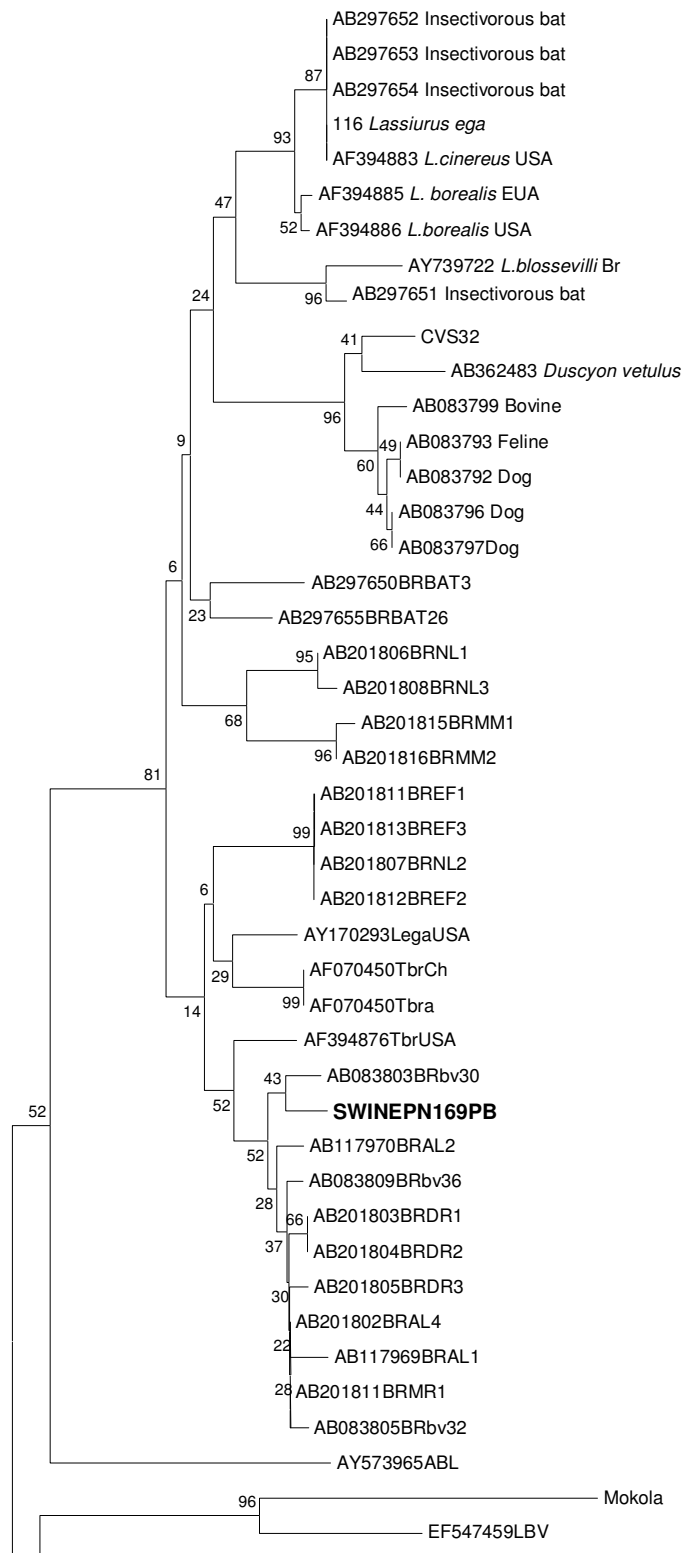 AB297652 Insectivorous bat
AB297653 Insectivorous bat
87
AB297654 Insectivorous bat
116 Lassiurus ega
93
AF394883 L.cinereus USA
AF394885 L. borealis EUA
47
52
AF394886 L.borealis USA
AY739722 L.blossevilli Br
24
96
AB297651 Insectivorous bat
CVS32
41
AB362483 Duscyon vetulus
96
AB083799 Bovine
9
49
AB083793 Feline
60
AB083792 Dog
44
AB083796 Dog
66
AB083797Dog
6
AB297650BRBAT3
23
AB297655BRBAT26
95
AB201806BRNL1
AB201808BRNL3
68
AB201815BRMM1
96
AB201816BRMM2
81
AB201811BREF1
99
AB201813BREF3
AB201807BRNL2
6
AB201812BREF2
AY170293LegaUSA
29
AF070450TbrCh
14
99
AF070450Tbra
AF394876TbrUSA
43
AB083803BRbv30
52
52
SWINEPN169PB
52
AB117970BRAL2
28
AB083809BRbv36
66
AB201803BRDR1
37
AB201804BRDR2
AB201805BRDR3
30
AB201802BRAL4
22
AB117969BRAL1
28
AB201811BRMR1
AB083805BRbv32
AY573965ABL
96
Mokola
EF547459LBV